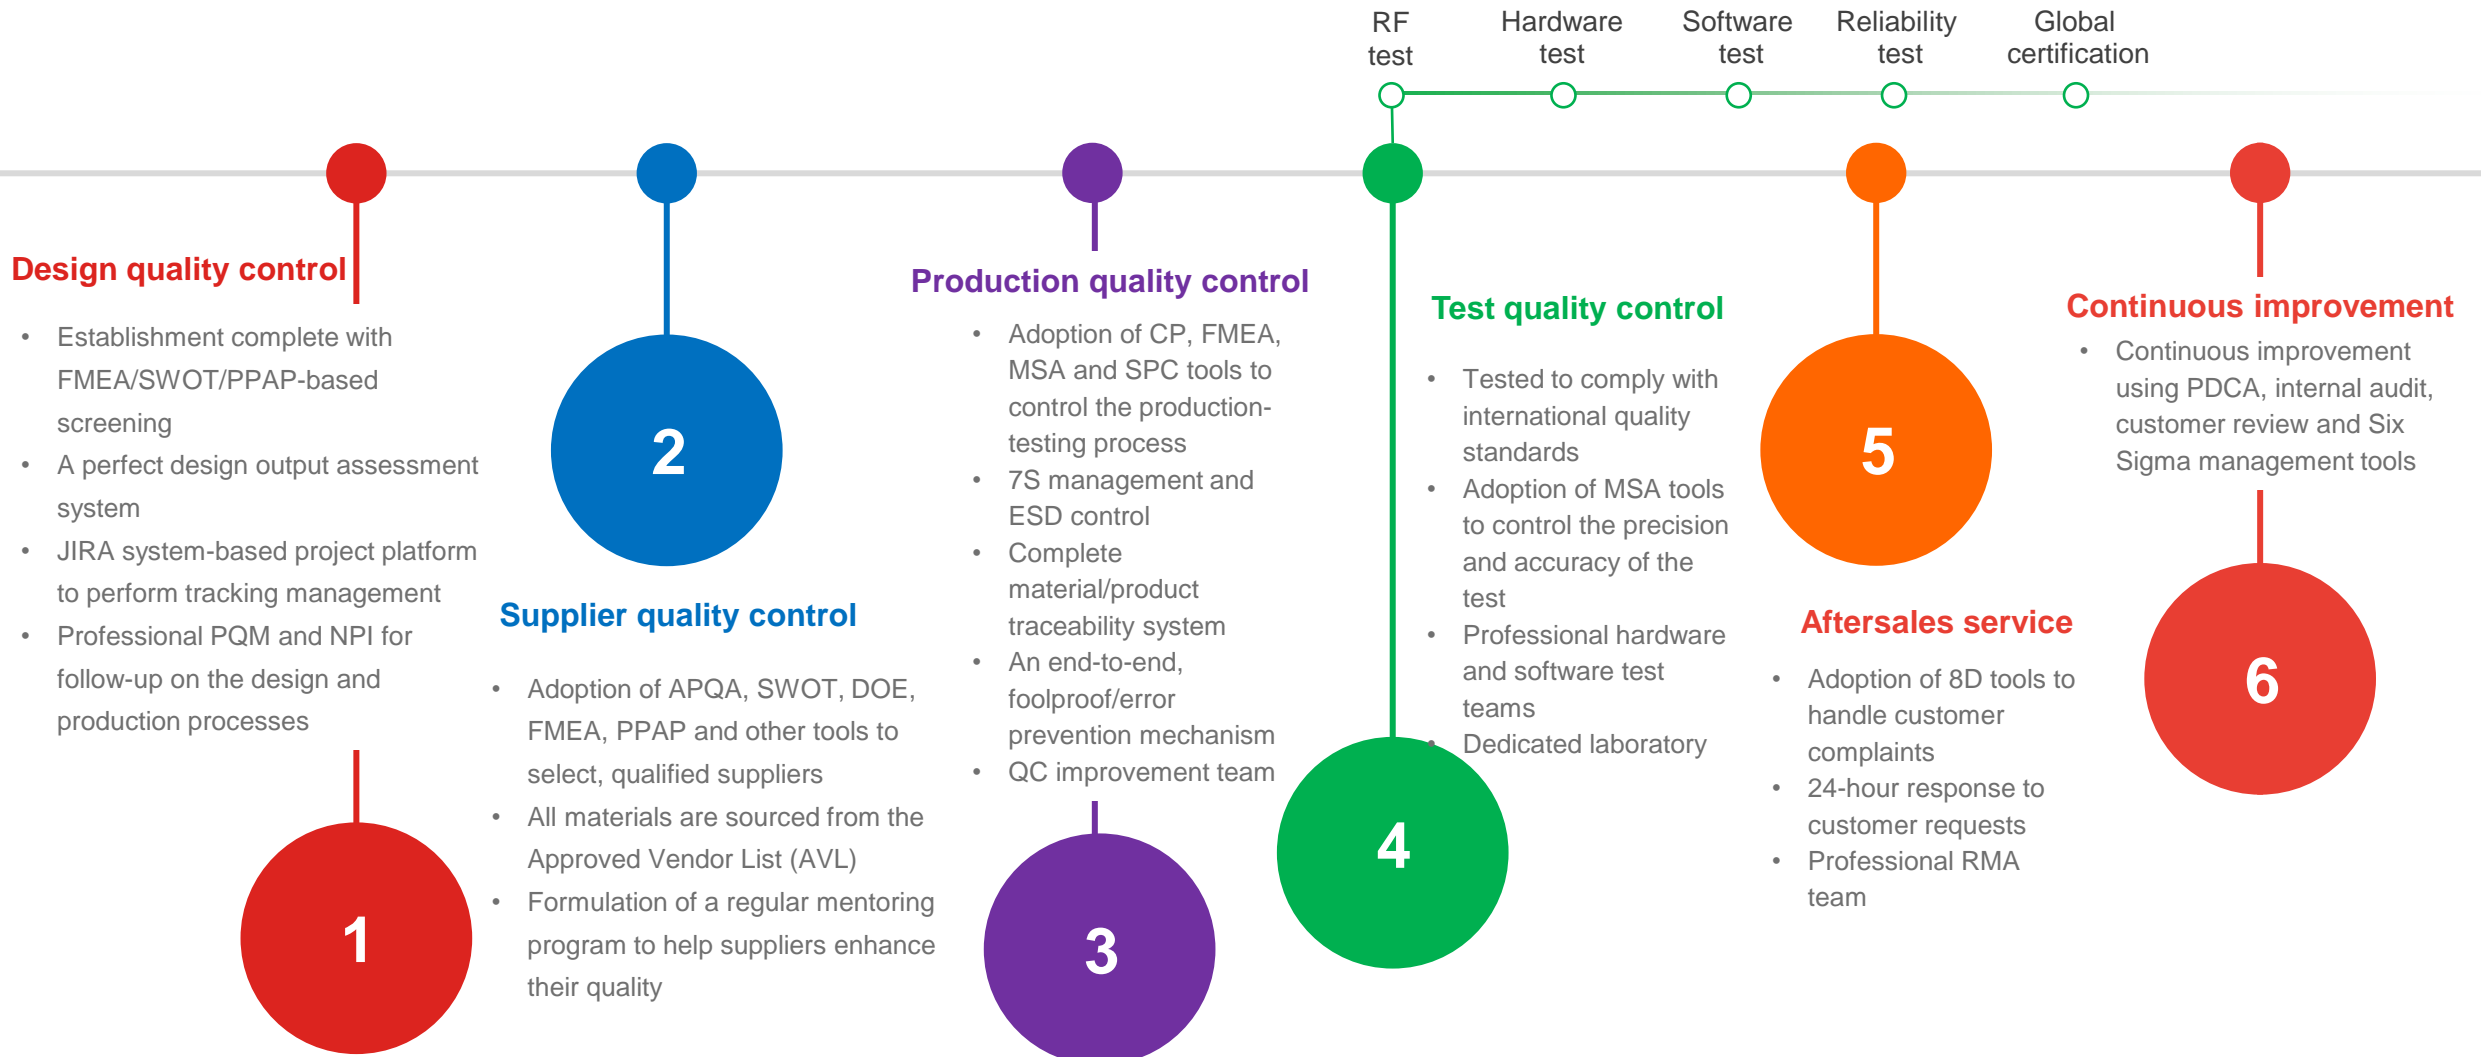 RF
test
Hardware
test
Software
test
Reliability
test
Global
certification
Design quality control
• Establishment complete with
FMEA/SWOT/PPAP-based
screening
• A perfect design output assessment
system
• JIRA system-based project platform
to perform tracking management
• Professional PQM and NPI for
follow-up on the design and
production processes
1
2
Supplier quality control
• Adoption of APQA, SWOT, DOE,
FMEA, PPAP and other tools to
select, qualified suppliers
• All materials are sourced from the
Approved Vendor List (AVL)
• Formulation of a regular mentoring
program to help suppliers enhance
their quality
Production quality control
• Adoption of CP, FMEA,
MSA and SPC tools to
control the production-
testing process
• 7S management and
ESD control
• Complete
material/product
traceability system
• An end-to-end,
foolproof/error
prevention mechanism
• QC improvement team
3
Test quality control
• Tested to comply with
international quality
standards
• Adoption of MSA tools
to control the precision
and accuracy of the
test
• Professional hardware
and software test
teams
• Dedicated laboratory
4
5
Aftersales service
• Adoption of 8D tools to
handle customer
complaints
• 24-hour response to
customer requests
• Professional RMA
team
Continuous improvement
• Continuous improvement
using PDCA, internal audit,
customer review and Six
Sigma management tools
6